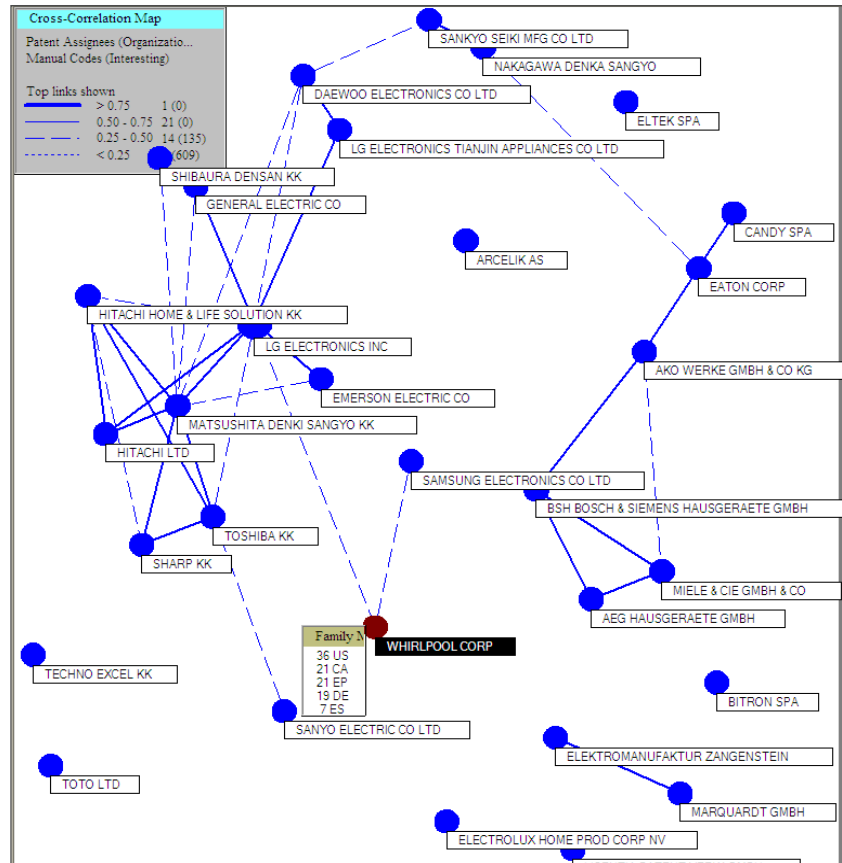 Cross-Correlation Map
Patent Assignees (Organizatio...
Manual Codes (Interesting)
Top links shown
> 0.75 1 (0)
0.50 - 0.75 21 (0)
0.25 - 0.50 14 (135)
< 0.25 (609)
SANKYO SEIKI MFG CO LTD
NAKAGAWA DENKA SANGYO
DAEWOO ELECTRONICS CO LTD
ELTEK SPA
LG ELECTRONICS TIANJIN APPLIANCES CO LTD
SHIBAURA DENSAN KK
GENERAL ELECTRIC CO
CANDY SPA
ARCELIK AS
EATON CORP
HITACHI HOME & LIFE SOLUTION KK
LG ELECTRONICS INC
AKO WERKE GMBH & CO KG
EMERSON ELECTRIC CO
MATSUSHITA DENKI SANGYO KK
HITACHI LTD
SAMSUNG ELECTRONICS CO LTD
BSH BOSCH & SIEMENS HAUSGERAETE GMBH
TOSHIBA KK
SHARP KK
MIELE & CIE GMBH & CO
AEG HAUSGERAETE GMBH
Family
WHIRLPOOL CORP
36 US
21 CA
21 EP
19 DE
7 ES
TECHNO EXCEL KK
BITRON SPA
SANYO ELECTRIC CO LTD
ELEKTROMANUFAKTUR ZANGENSTEIN
TOTO LTD
MARQUARDT GMBH
ELECTROLUX HOME PROD CORP NV